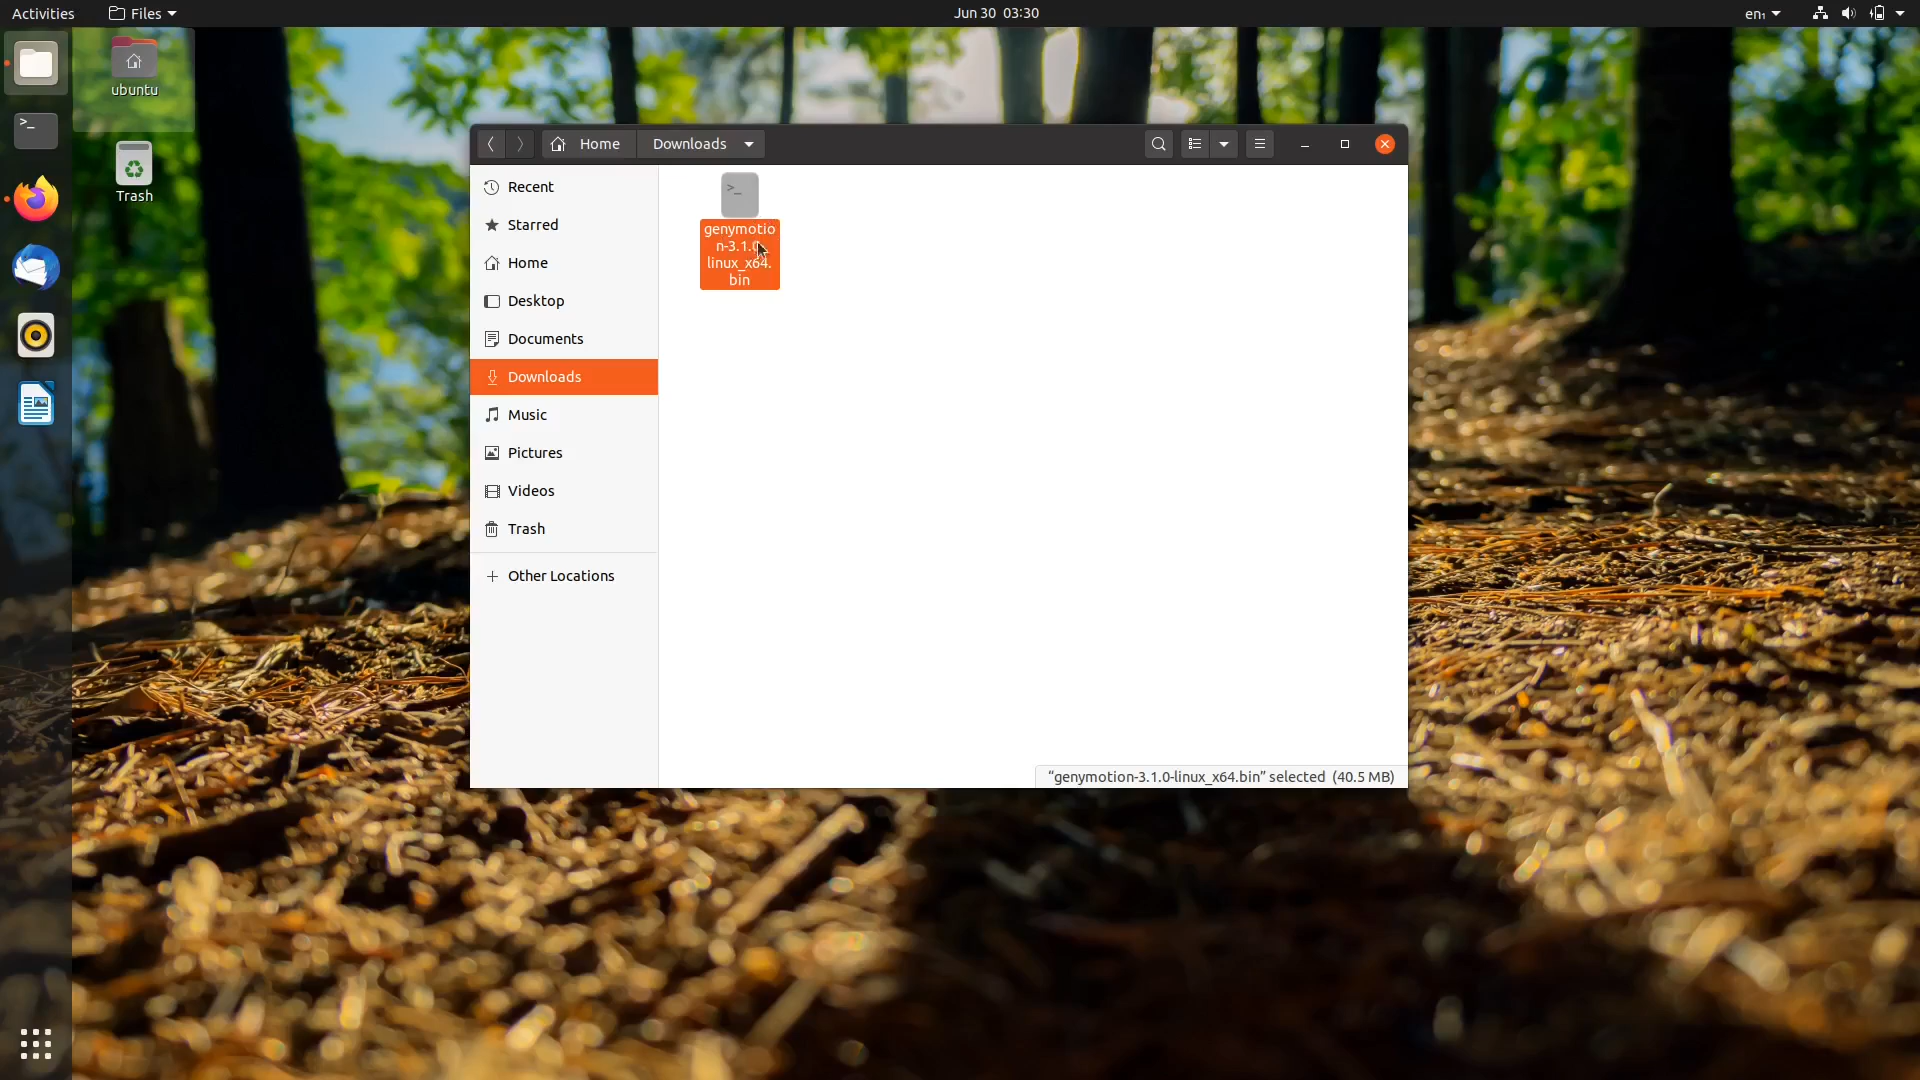 Activities
Files
Jun 30 03:30
en₁
ubuntu
Trash
Home
Downloads
Recent
Starred
Home
Desktop
Documents
Downloads
Music
Pictures
Videos
Trash
Other Locations
>_
>_
genymotio
n-3.1.0-
linux_x64.
bin
“genymotion-3.1.0-linux_x64.bin” selected (40.5 MB)